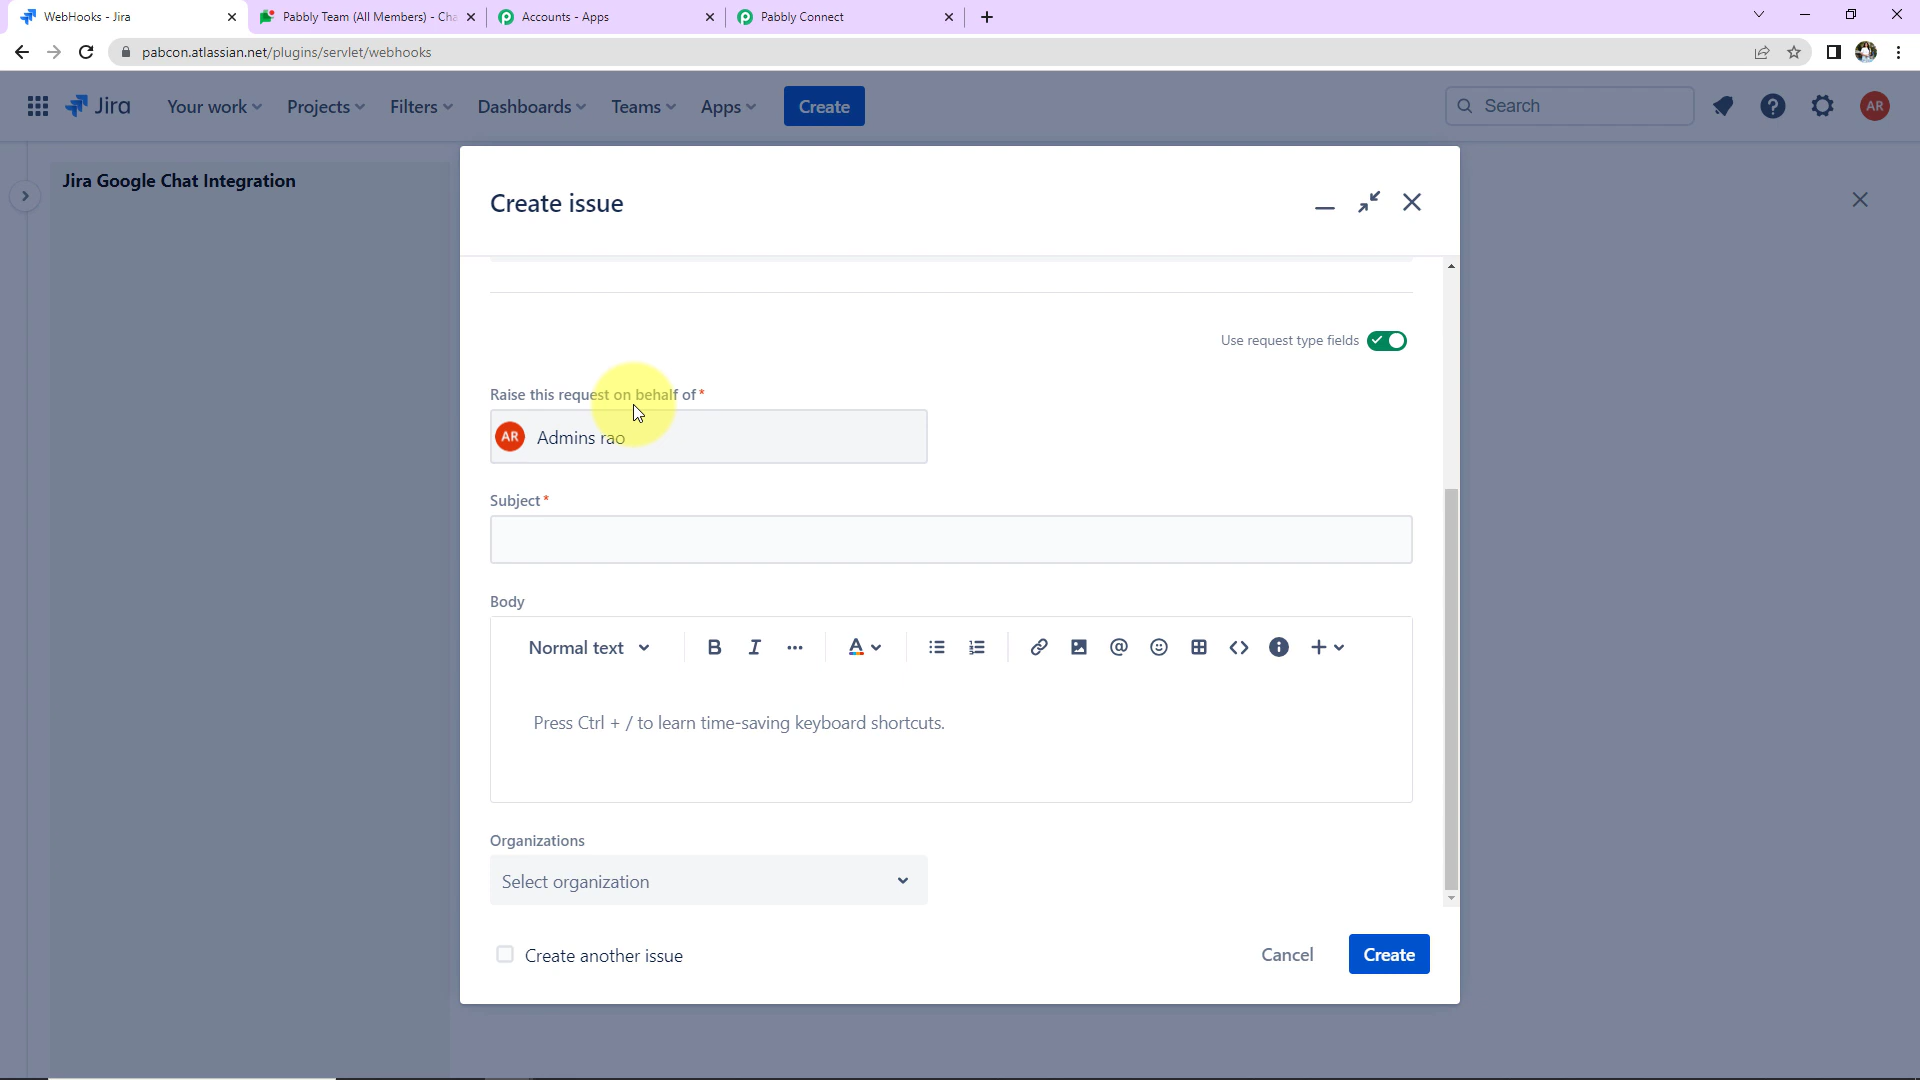 WebHooks - Jira
Pabbly Team (All Members) - Cha
Accounts - Apps
Pabbly Connect
pabcon.atlassian.net/plugins/servlet/webhooks
Jira
Your work
Projects
Filters
Dashboards
Teams
Apps
Create
Search
AR
Jira Google Chat Integration
Create issue
Use request type fields
Raise this request on behalf of *
AR
Admins rao
Subject *
Body
Normal text
Press Ctrl + / to learn time-saving keyboard shortcuts.
Organizations
Select organization
Create another issue
Cancel
Create